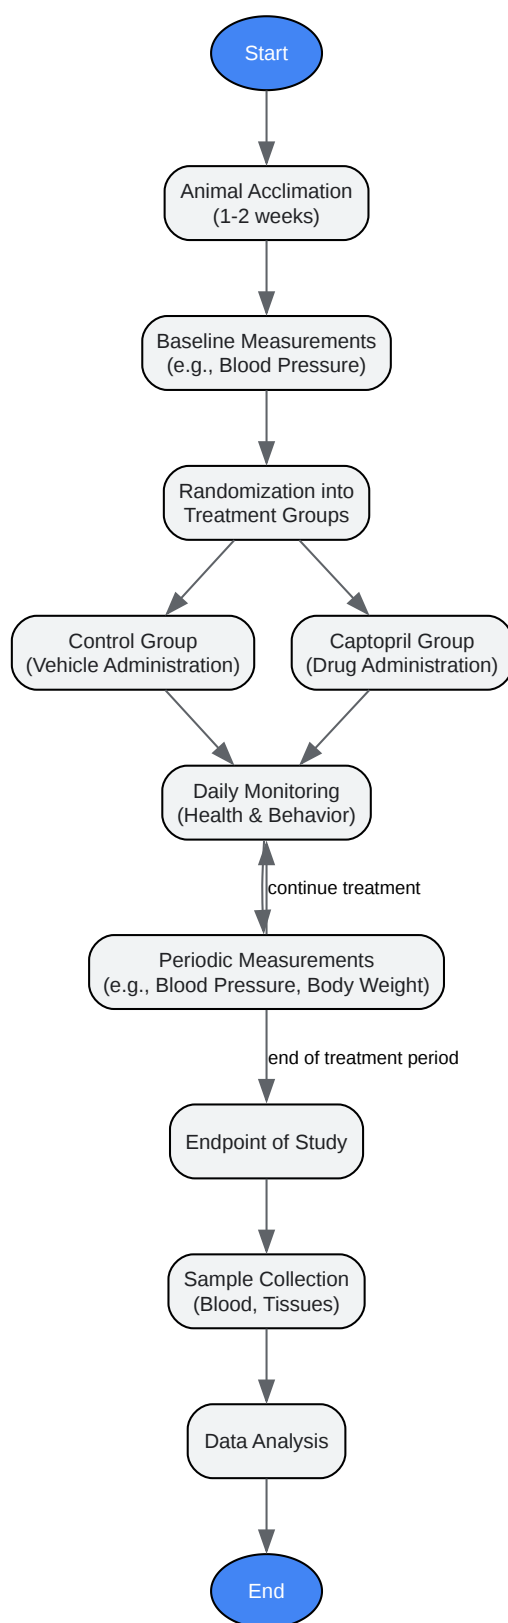 Start
Animal Acclimation
(1-2 weeks)
Baseline Measurements
(e.g., Blood Pressure)
Randomization into
Treatment Groups
Control Group
(Vehicle Administration)
Captopril Group
(Drug Administration)
Daily Monitoring
(Health & Behavior)
continue treatment
Periodic Measurements
(e.g., Blood Pressure, Body Weight)
end of treatment period
Endpoint of Study
Sample Collection
(Blood, Tissues)
Data Analysis
End